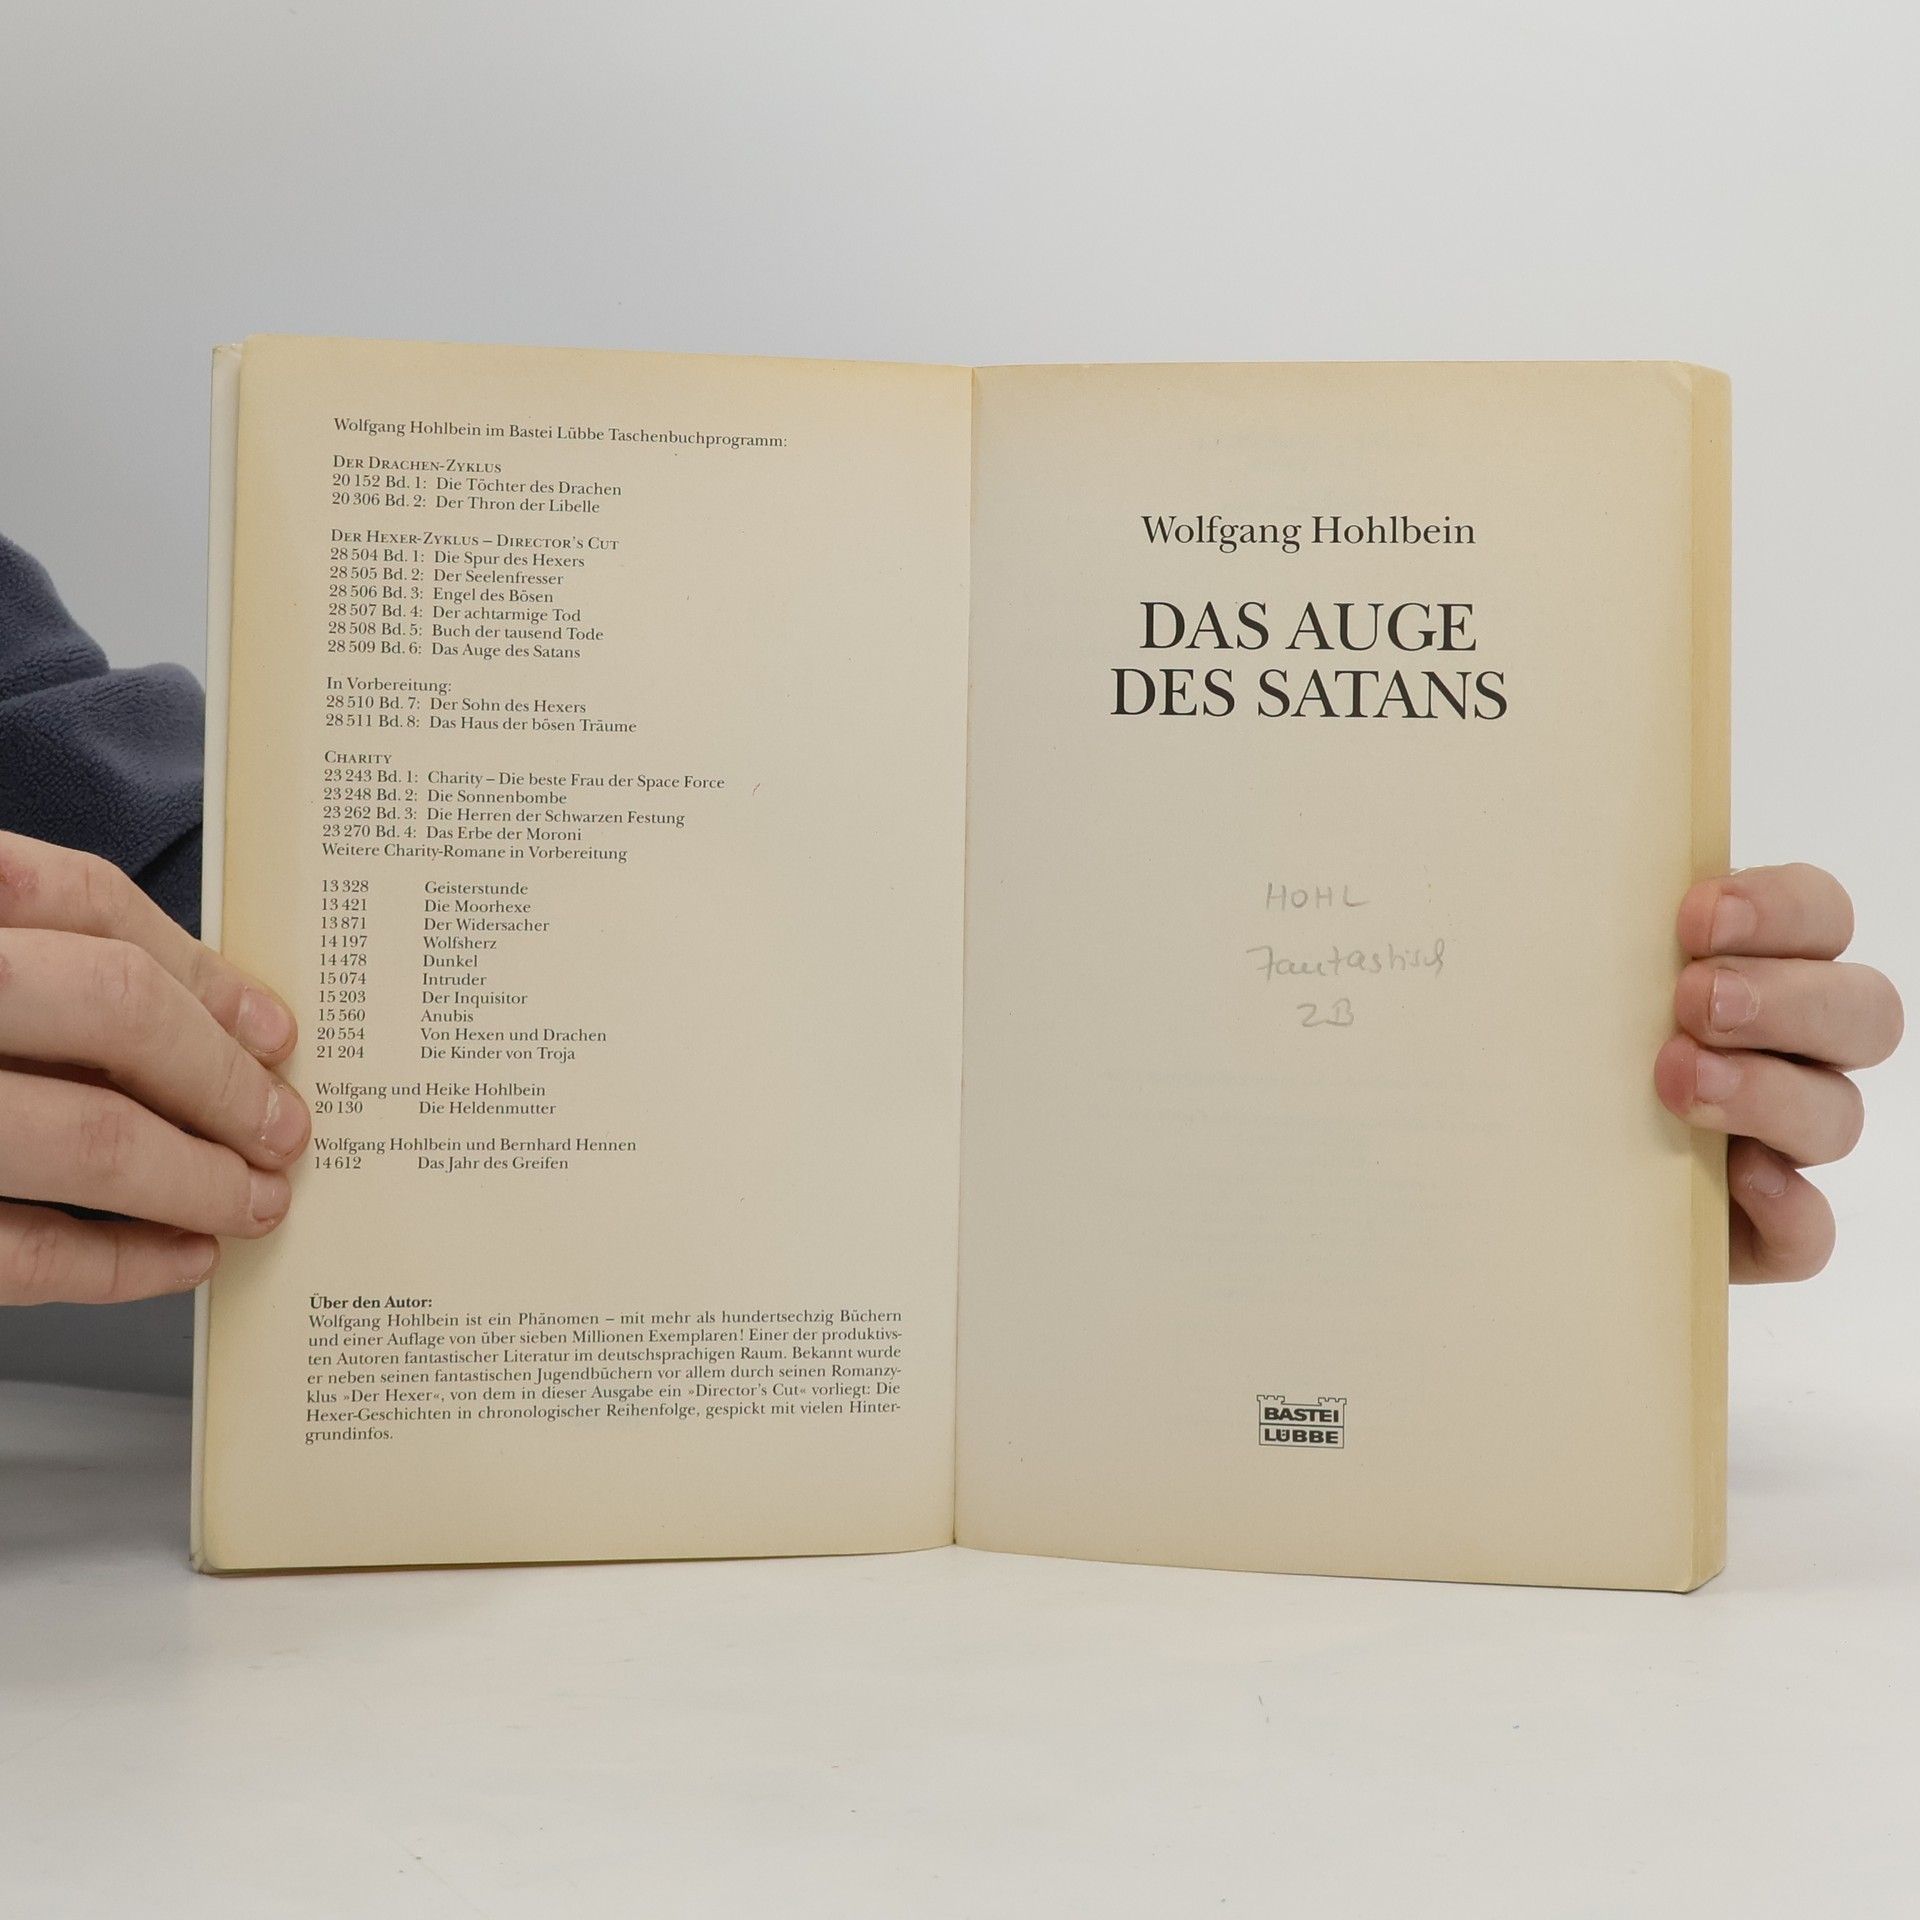 Wolfgang Hohlbein im Bastei Lübbe Taschenbuchprogramm:
DER DRACHEN-ZYKLUS
20 152 Bd. 1: Die Töchter des Drachen
20 306 Bd. 2: Der Thron der Libelle
DER HEXER-ZYKLUS – DIRECTOR'S CUT
28 504 Bd. 1: Die Spur des Hexers
28 505 Bd. 2: Der Seelenfresser
28 506 Bd. 3: Engel des Bösen
28 507 Bd. 4: Der achtarmige Tod
28 508 Bd. 5: Buch der tausend Tode
28 509 Bd. 6: Das Auge des Satans
In Vorbereitung:
28 510 Bd. 7: Der Sohn des Hexers
28 511 Bd. 8: Das Haus der bösen Träume
CHARITY
23 243 Bd. 1: Charity – Die beste Frau der Space Force
23 248 Bd. 2: Die Sonnenbombe
23 262 Bd. 3: Die Herren der Schwarzen Festung
23 270 Bd. 4: Das Erbe der Moroni
Weitere Charity-Romane in Vorbereitung
13 328 Geisterstunde
13 421 Die Moorhexe
13 871 Der Widersacher
14 197 Wolfsherz
14 478 Dunkel
15 074 Intruder
15 203 Der Inquisitor
15 560 Anubis
20 554 Von Hexen und Drachen
21 204 Die Kinder von Troja
Wolfgang und Heike Hohlbein
20 130 Die Heldenmutter
Wolfgang Hohlbein und Bernhard Hennen
14 612 Das Jahr des Greifen
Über den Autor:
Wolfgang Hohlbein ist ein Phänomen – mit mehr als hundertsechzig Büchern
und einer Auflage von über sieben Millionen Exemplaren! Einer der produktivs-
ten Autoren fantastischer Literatur im deutschsprachigen Raum. Bekannt wurde
er neben seinen fantastischen Jugendbüchern vor allem durch seinen Romanzy-
klus »Der Hexer«, von dem in dieser Ausgabe ein »Director's Cut« vorliegt: Die
Hexer-Geschichten in chronologischer Reihenfolge, gespickt mit vielen Hinter-
grundinfos.
Wolfgang Hohlbein
DAS AUGE
DES SATANS
HOHL
Fantastisch
ZB
BASTEI
LÜBBE